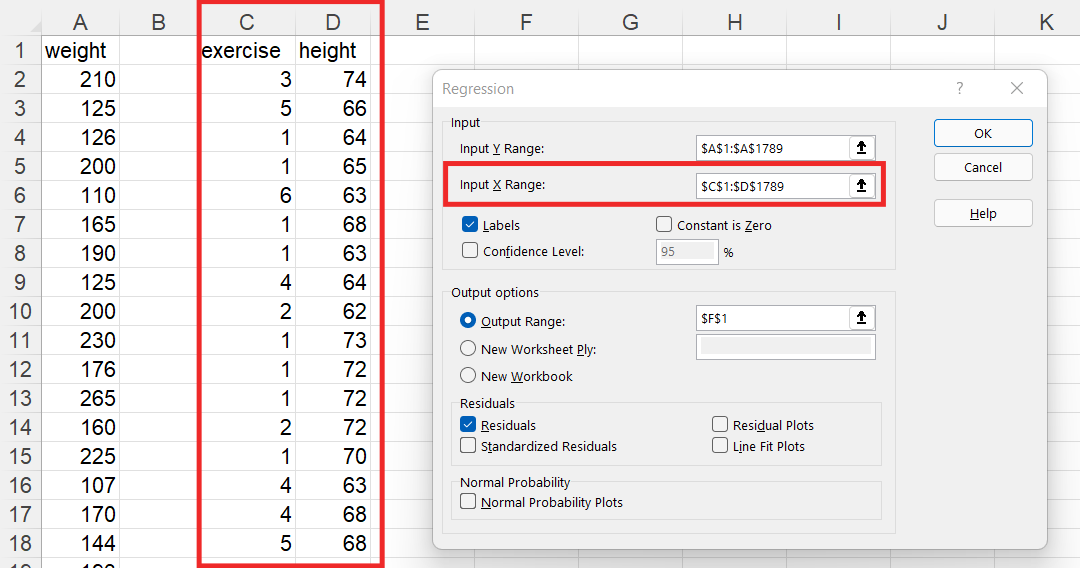 A B C D E F G H I J K
1 weight exercise height
2 210 3 74
3 125 5 66
4 126 1 64
5 200 1 65
6 110 6 63
7 165 1 68
8 190 1 63
9 125 4 64
10 200 2 62
11 230 1 73
12 176 1 72
13 265 1 72
14 160 2 72
15 225 1 70
16 107 4 63
17 170 4 68
18 144 5 68
Regression ? ×
Input
Input Y Range: $A$1:$A$1789
Input X Range: $C$1:$D$1789
Labels Constant is Zero
Confidence Level: 95 %
OK
Cancel
Help
Output options
Output Range: $F$1
New Worksheet Ply:
New Workbook
Residuals
Residuals Residual Plots
Standardized Residuals Line Fit Plots
Normal Probability
Normal Probability Plots